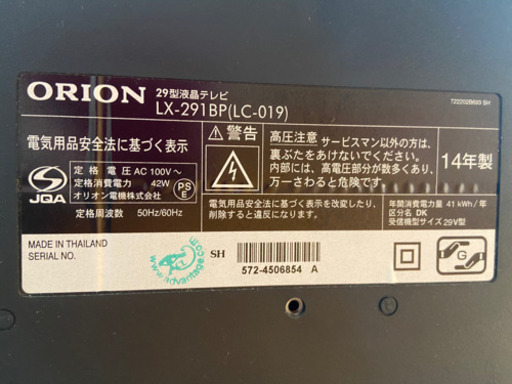 ORION
29型液晶テレビ
LX-291BP(LC-019)
722202B693 SH
電気用品安全法に基づく表示
JQA
定格電圧 AC 100V～
定格消費電力 42W
オリオン電機株式会社
定格周波数 50Hz/60Hz
PS
E
警告
高圧注意 サービスマン以外の方は、
裏ぶたをあけないでください。
内部には、高電圧部分が数多くあり、
万一さわると危険です。
電気用品安全法に基づく表示を改変したり、
削除すると違反になります。
14年製
年間消費電力量 41 kWh/年
区分名 DK
受信機型サイズ 29V型
MADE IN THAILAND
SERIAL NO.
www.advantage.com
SH
572-4506854 A
G